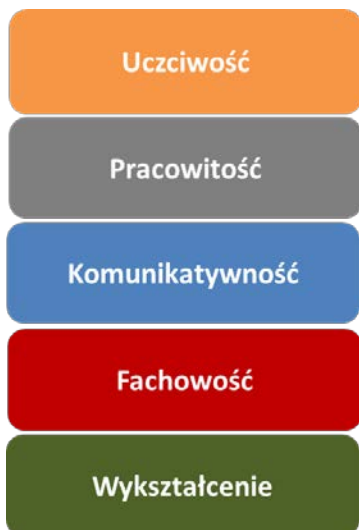 Uczciwość
Pracowitość
Komunikatywność
Fachowość
Wykształcenie